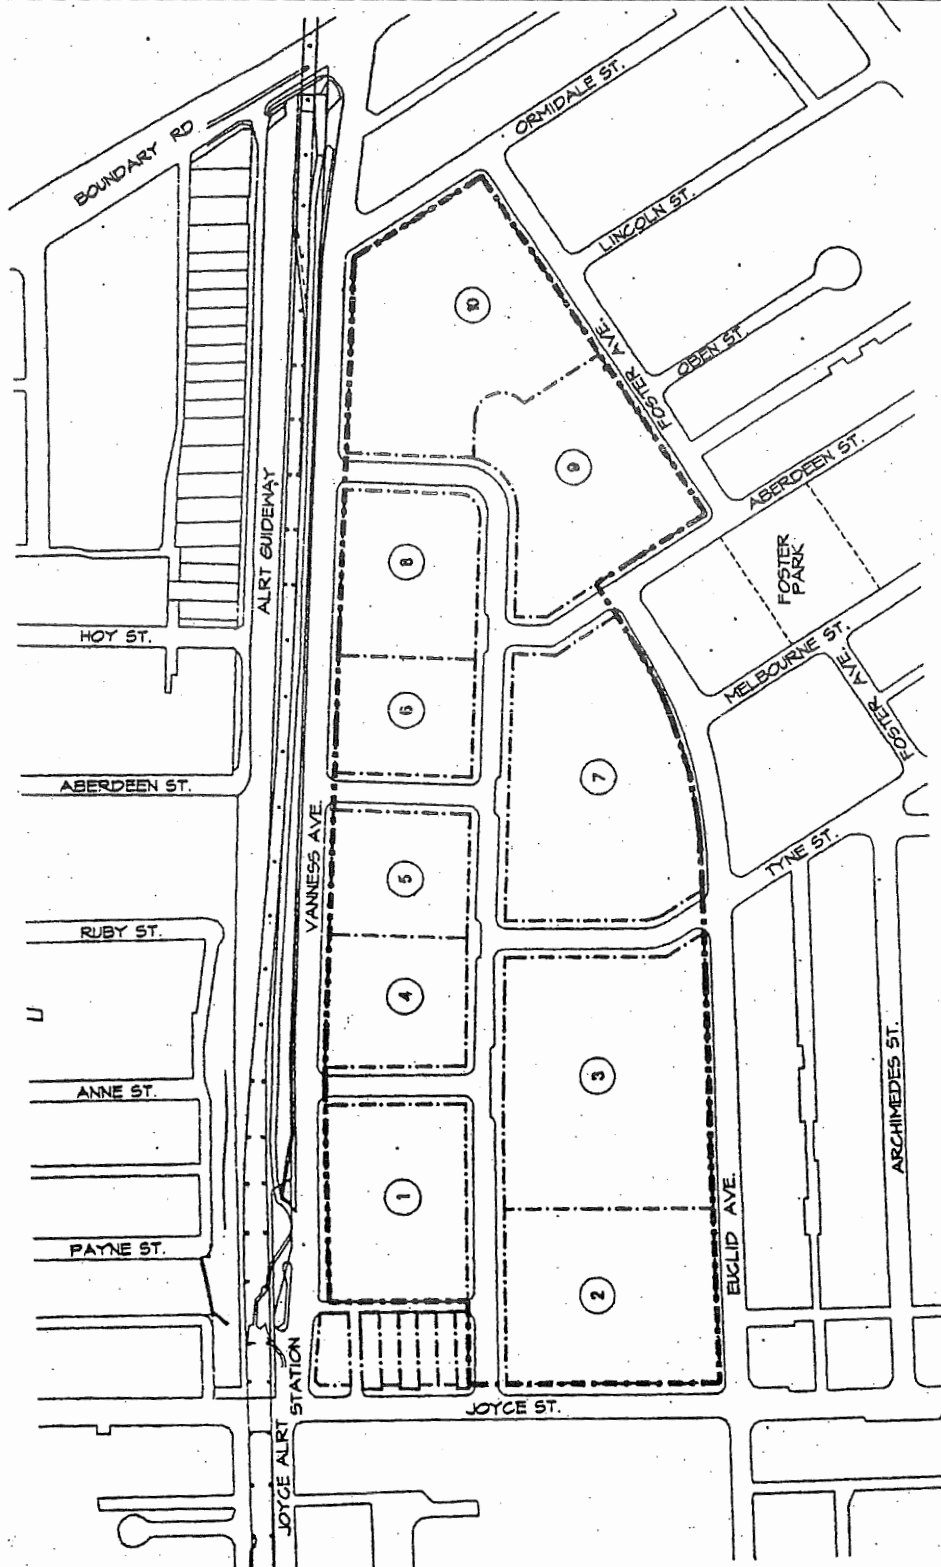 ORMIDALE ST.
BOUNDARY RD
LINCOLN ST.
10
FOSTER AVE.
OBEN ST.
9
ABERDEEN ST.
ALRT GUIDEWAY
8
FOSTER
PARK
HOY ST.
MELBOURNE ST.
6
FOSTER AVE.
7
ABERDEEN ST.
VANNESS AVE.
TYNE ST.
5
RUBY ST.
4
3
ANNE ST.
ARCHIMEDES ST.
1
PAYNE ST.
EUCLID AVE.
2
JOYCE ALRT STATION
JOYCE ST.